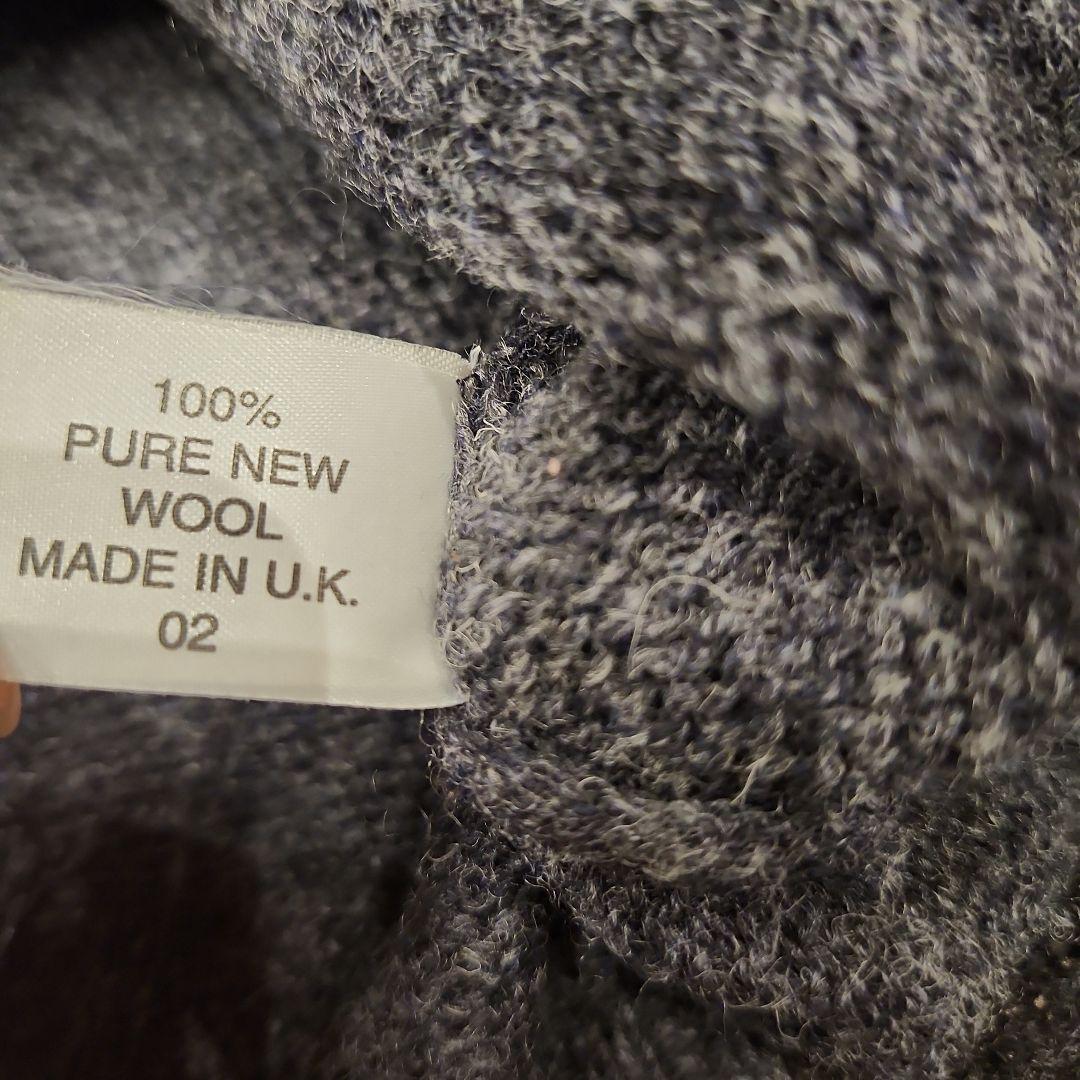 100%
PURE NEW
WOOL
MADE IN U.K.
02